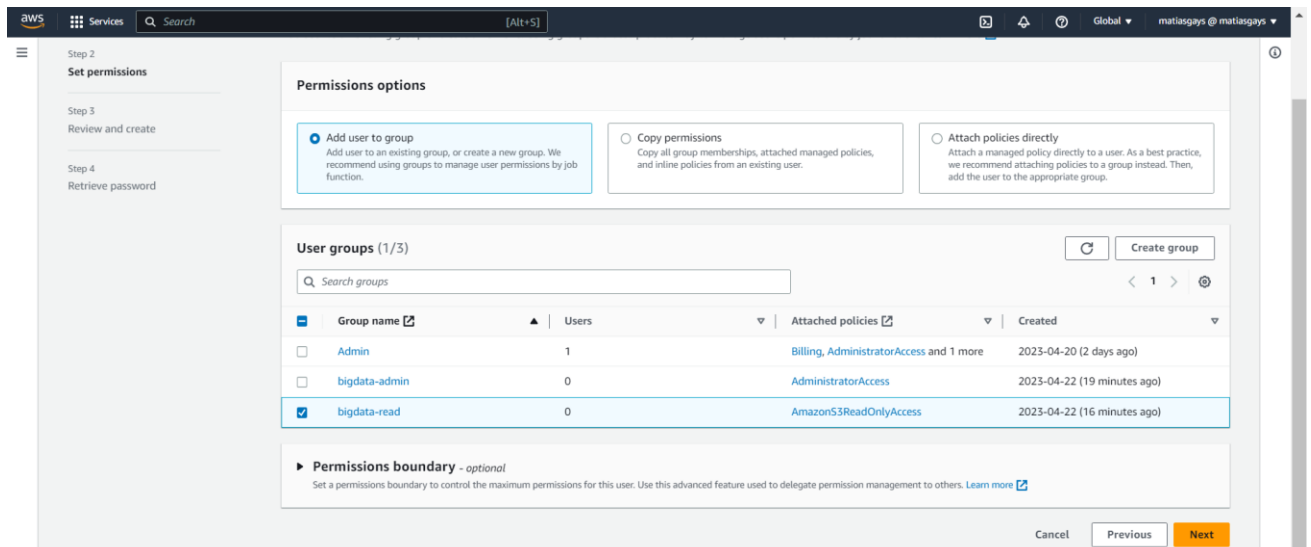 aws Services Search [Alt+S] Global matiasgays @ matiasgays
Step 2
Set permissions
Step 3
Review and create
Step 4
Retrieve password
Permissions options
Add user to group
Add user to an existing group, or create a new group. We
recommend using groups to manage user permissions by job
function.
Copy permissions
Copy all group memberships, attached managed policies,
and inline policies from an existing user.
Attach policies directly
Attach a managed policy directly to a user. As a best practice,
we recommend attaching policies to a group instead. Then,
add the user to the appropriate group.
User groups (1/3)
Create group
Search groups
1
Group name Users Attached policies Created
Admin 1 Billing, AdministratorAccess and 1 more 2023-04-20 (2 days ago)
bigdata-admin 0 AdministratorAccess 2023-04-22 (19 minutes ago)
bigdata-read 0 AmazonS3ReadOnlyAccess 2023-04-22 (16 minutes ago)
Permissions boundary - optional
Set a permissions boundary to control the maximum permissions for this user. Use this advanced feature used to delegate permission management to others. Learn more
Cancel Previous Next